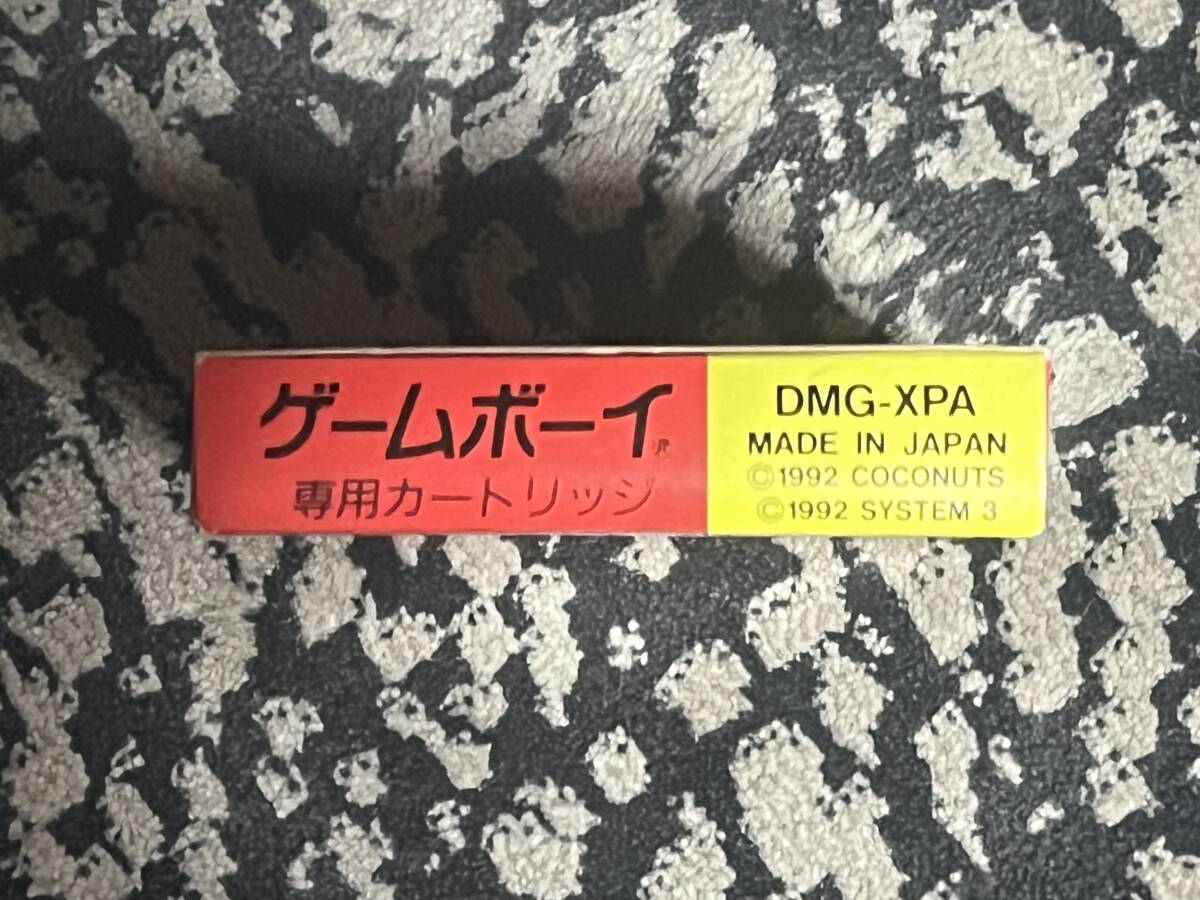 ゲームボーイ
専用カートリッジ
DMG-XPA
MADE IN JAPAN
©1992 COCONUTS
©1992 SYSTEM 3